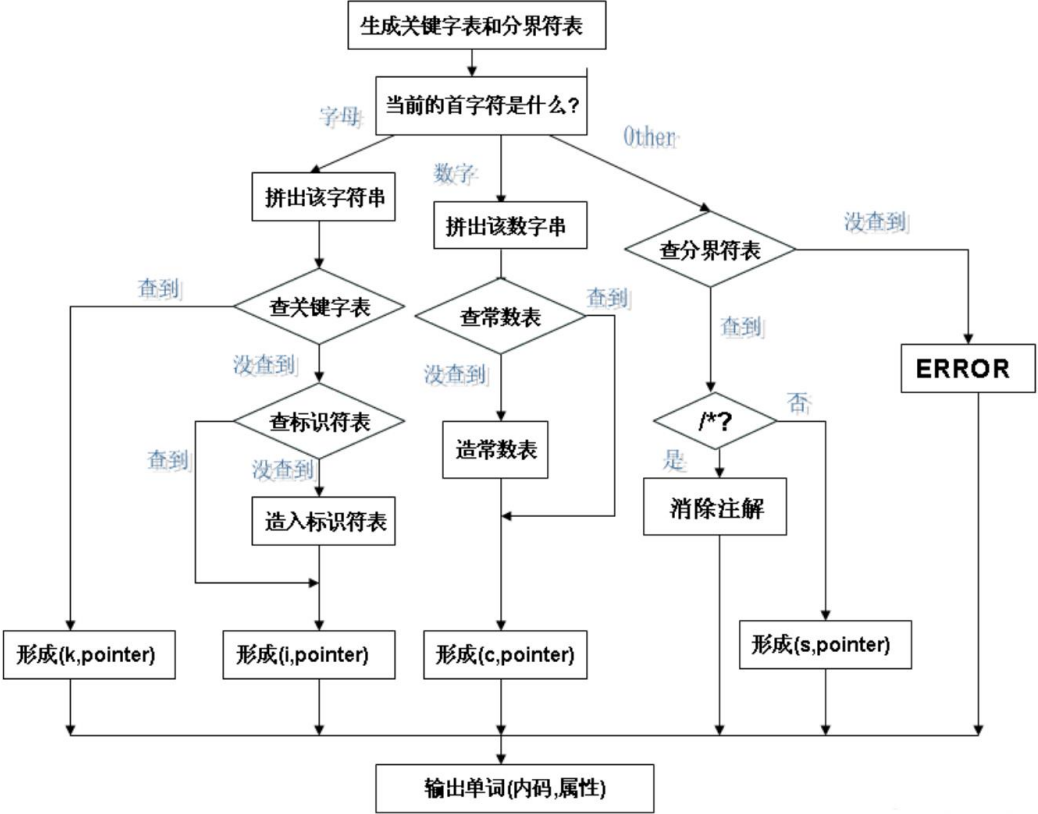 生成关键字表和分界符表
当前的首字符是什么?
字母
数字
Other
拼出该字符串
拼出该数字串
查分界符表
没查到
查到
查关键字表
查常数表
查到
查到
没查到
没查到
ERROR
查标识符表
/*?
否
查到
没查到
造常数表
是
造入标识符表
消除注解
形成(k,pointer)
形成(i,pointer)
形成(c,pointer)
形成(s,pointer)
输出单词(内码,属性)